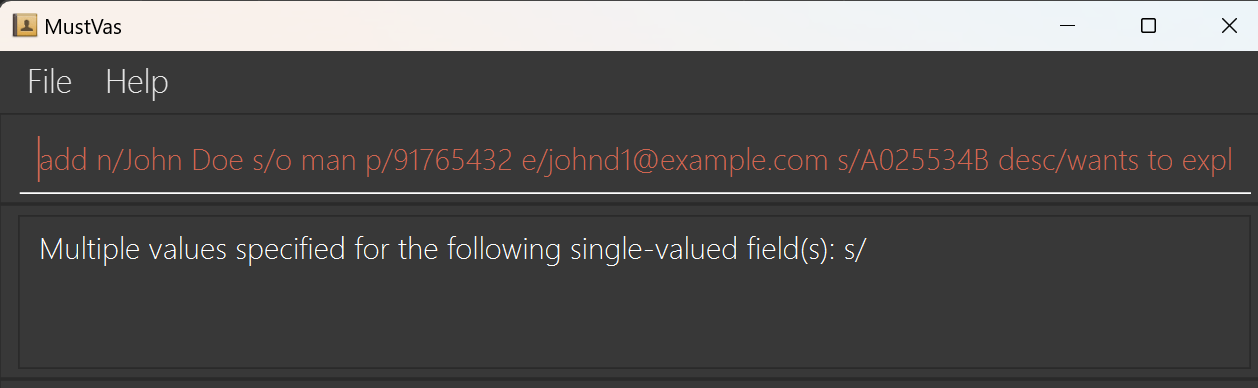 MustVas
File Help
add n/John Doe s/o man p/91765432 e/johnd1@example.com s/A025534B desc/wants to expl
Multiple values specified for the following single-valued field(s): s/